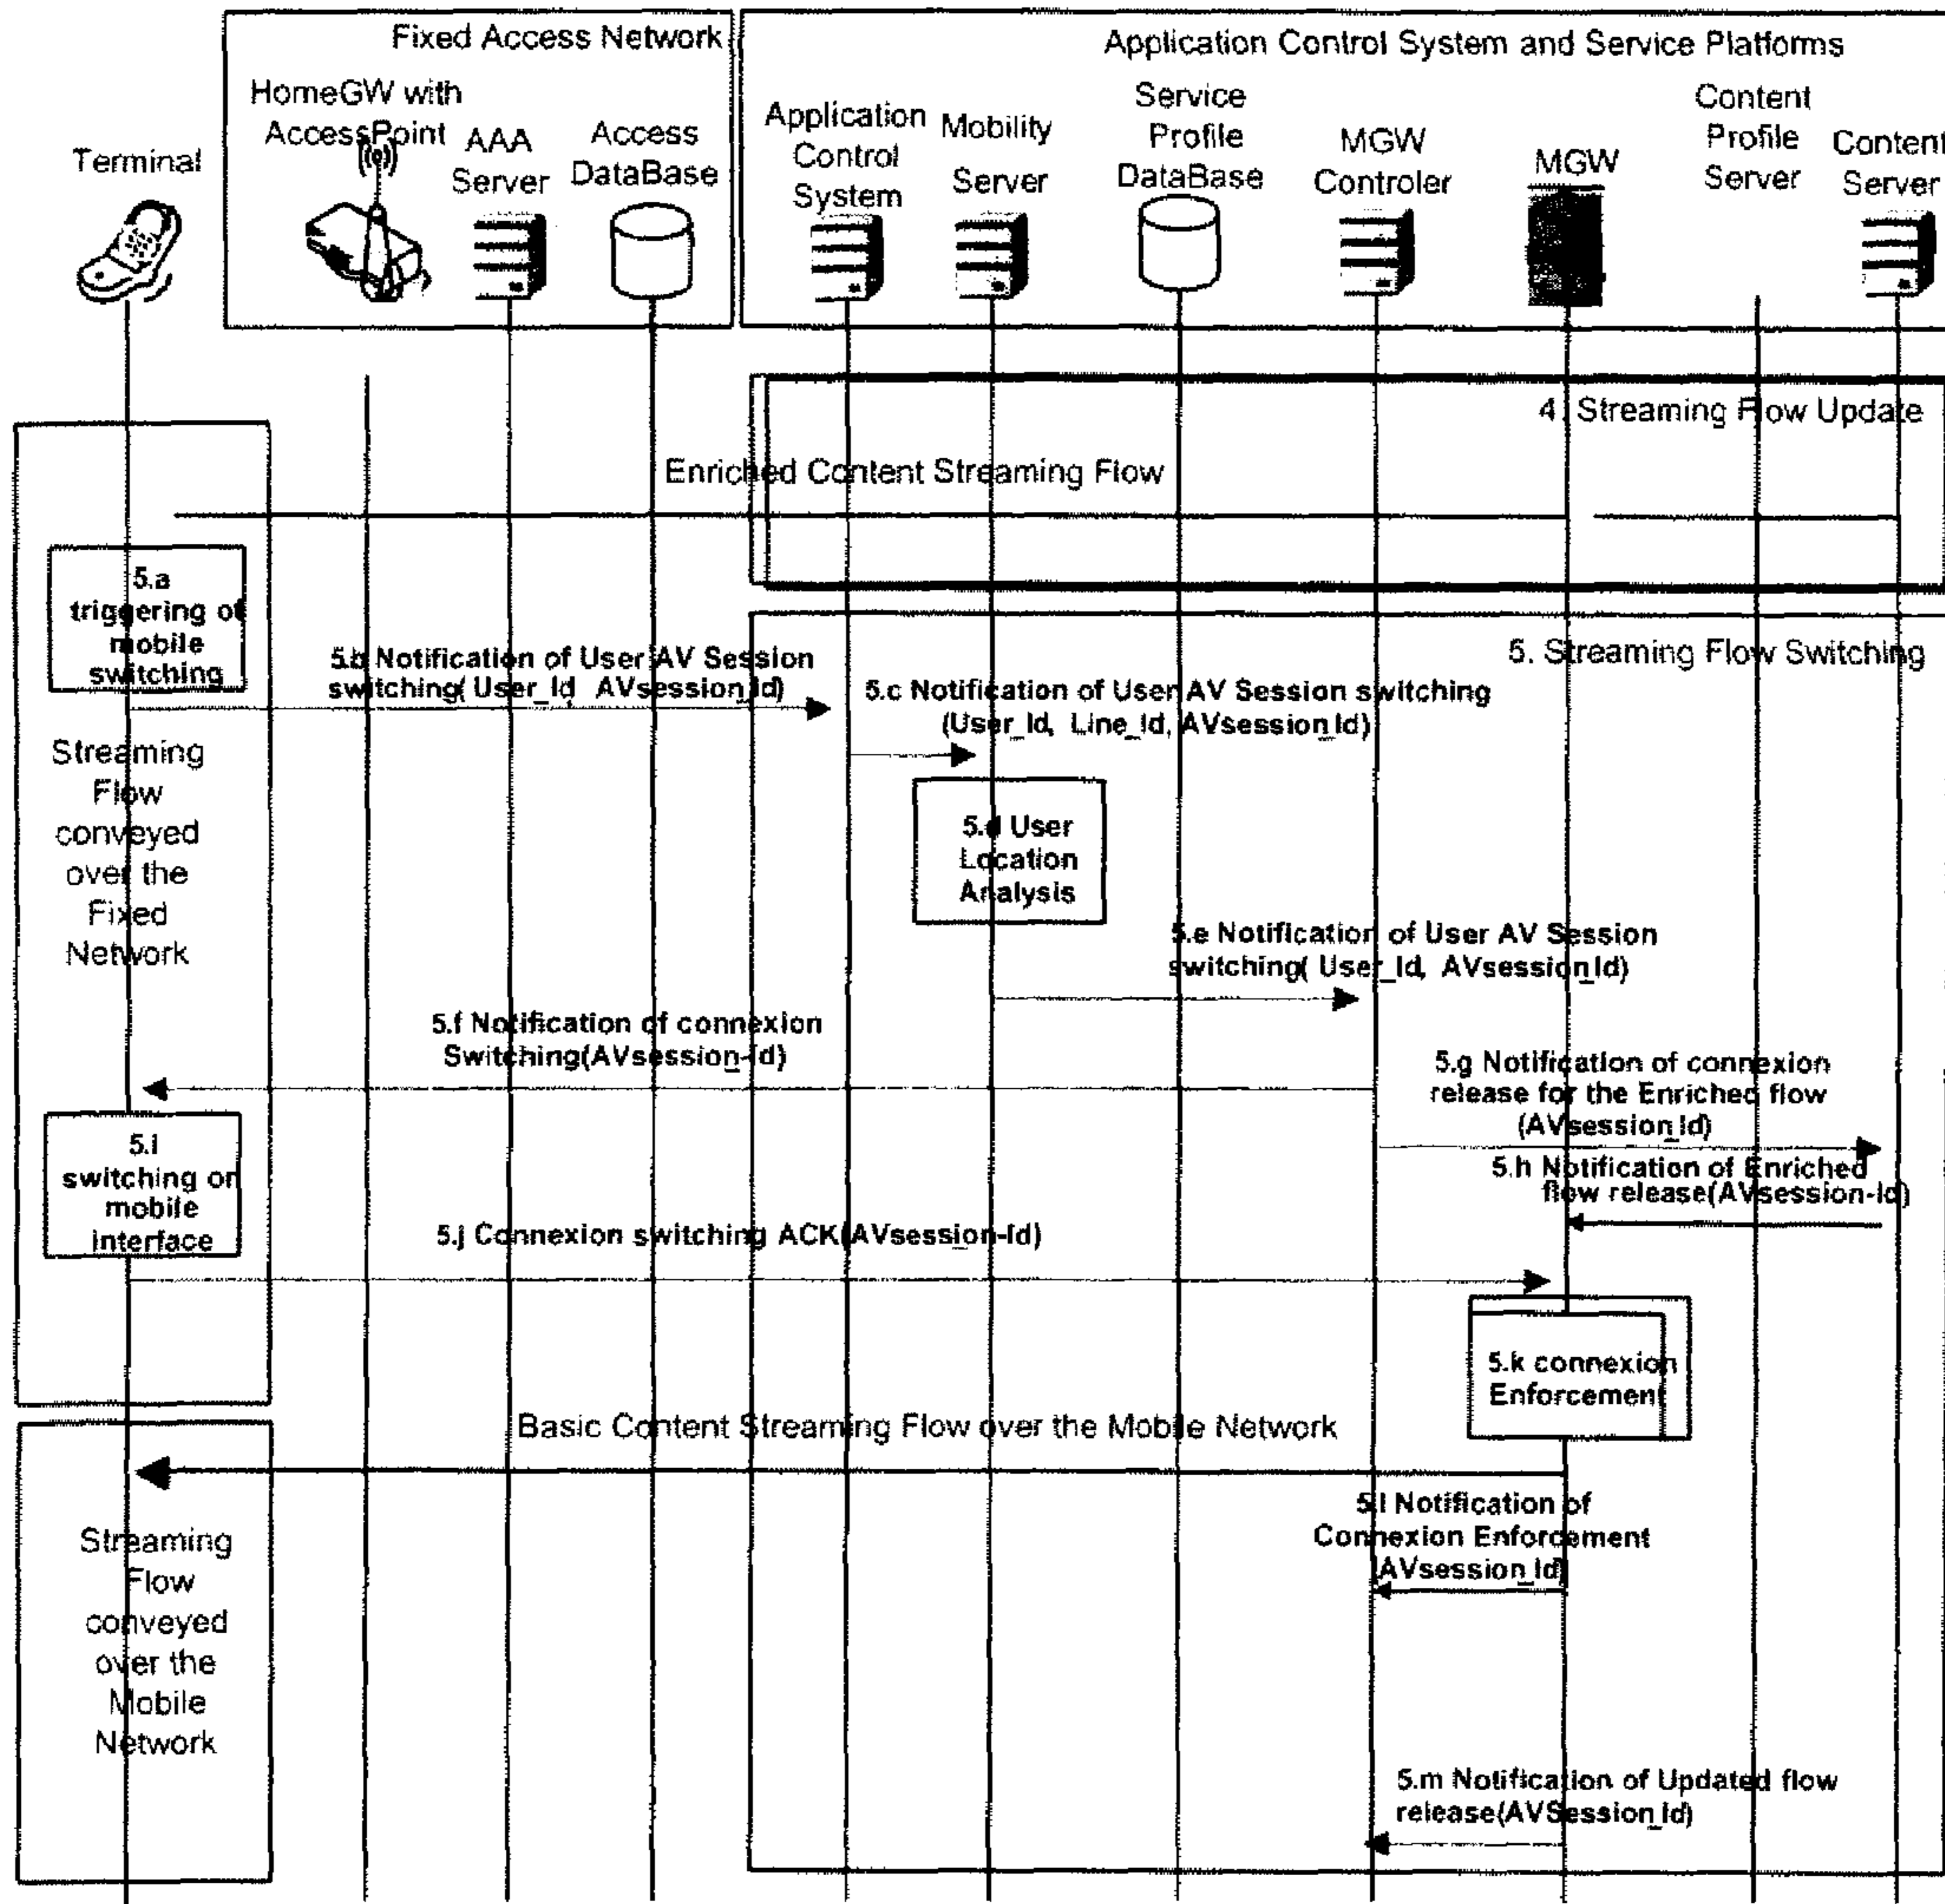 Fixed Access Network
Application Control System and Service Platforms
Terminal
HomeGW with
AccessPoint
AAA
Server
Access
DataBase
Application
Control
System
Mobility
Server
Service
Profile
DataBase
MGW
Controler
MGW
Content
Profile
Server
Content
Server
4. Streaming Flow Update
Enriched Content Streaming Flow
5.a
triggering of
mobile
switching
5. Streaming Flow Switching
5.b Notification of User AV Session
switching( User_Id, AVsession_Id)
5.c Notification of User AV Session switching
(User_Id, Line_Id, AVsession_Id)
Streaming
Flow
conveyed
over the
Fixed
Network
5.d User
Location
Analysis
5.e Notification of User AV Session
switching( User_Id, AVsession_Id)
5.f Notification of connexion
Switching(AVsession-Id)
5.g Notification of connexion
release for the Enriched flow
(AVsession_Id)
5.h Notification of Enriched
flow release(AVsession-Id)
5.i
switching on
mobile
interface
5.j Connexion switching ACK(AVsession-Id)
5.k connexion
Enforcement
Basic Content Streaming Flow over the Mobile Network
5.l Notification of
Connexion Enforcement
(AVsession_Id)
Streaming
Flow
conveyed
over the
Mobile
Network
5.m Notification of Updated flow
release(AVSession_Id)